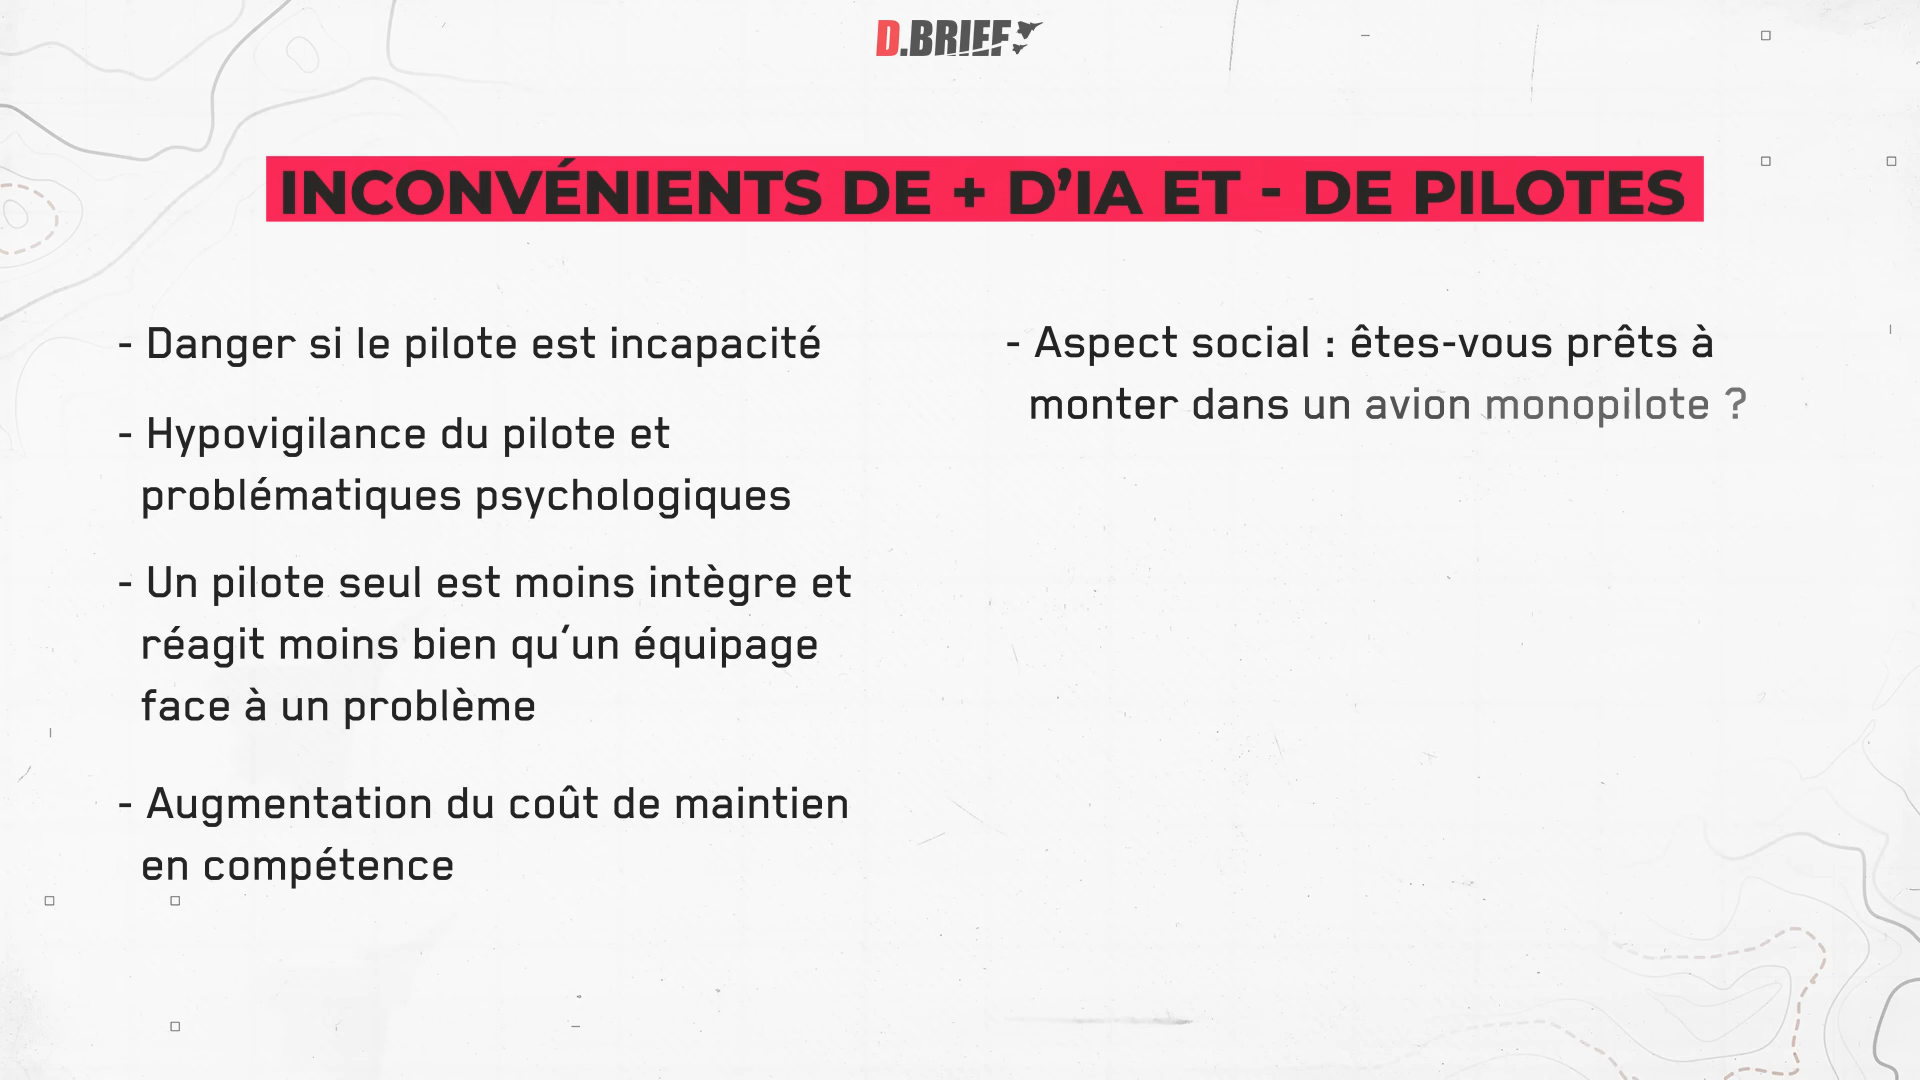 D.BRIEF
INCONVÉNIENTS DE + D’IA ET - DE PILOTES
- Danger si le pilote est incapacité
- Hypovigilance du pilote et
problématiques psychologiques
- Un pilote seul est moins intègre et
réagit moins bien qu’un équipage
face à un problème
- Augmentation du coût de maintien
en compétence
- Aspect social : êtes-vous prêts à
monter dans un avion monopilote ?